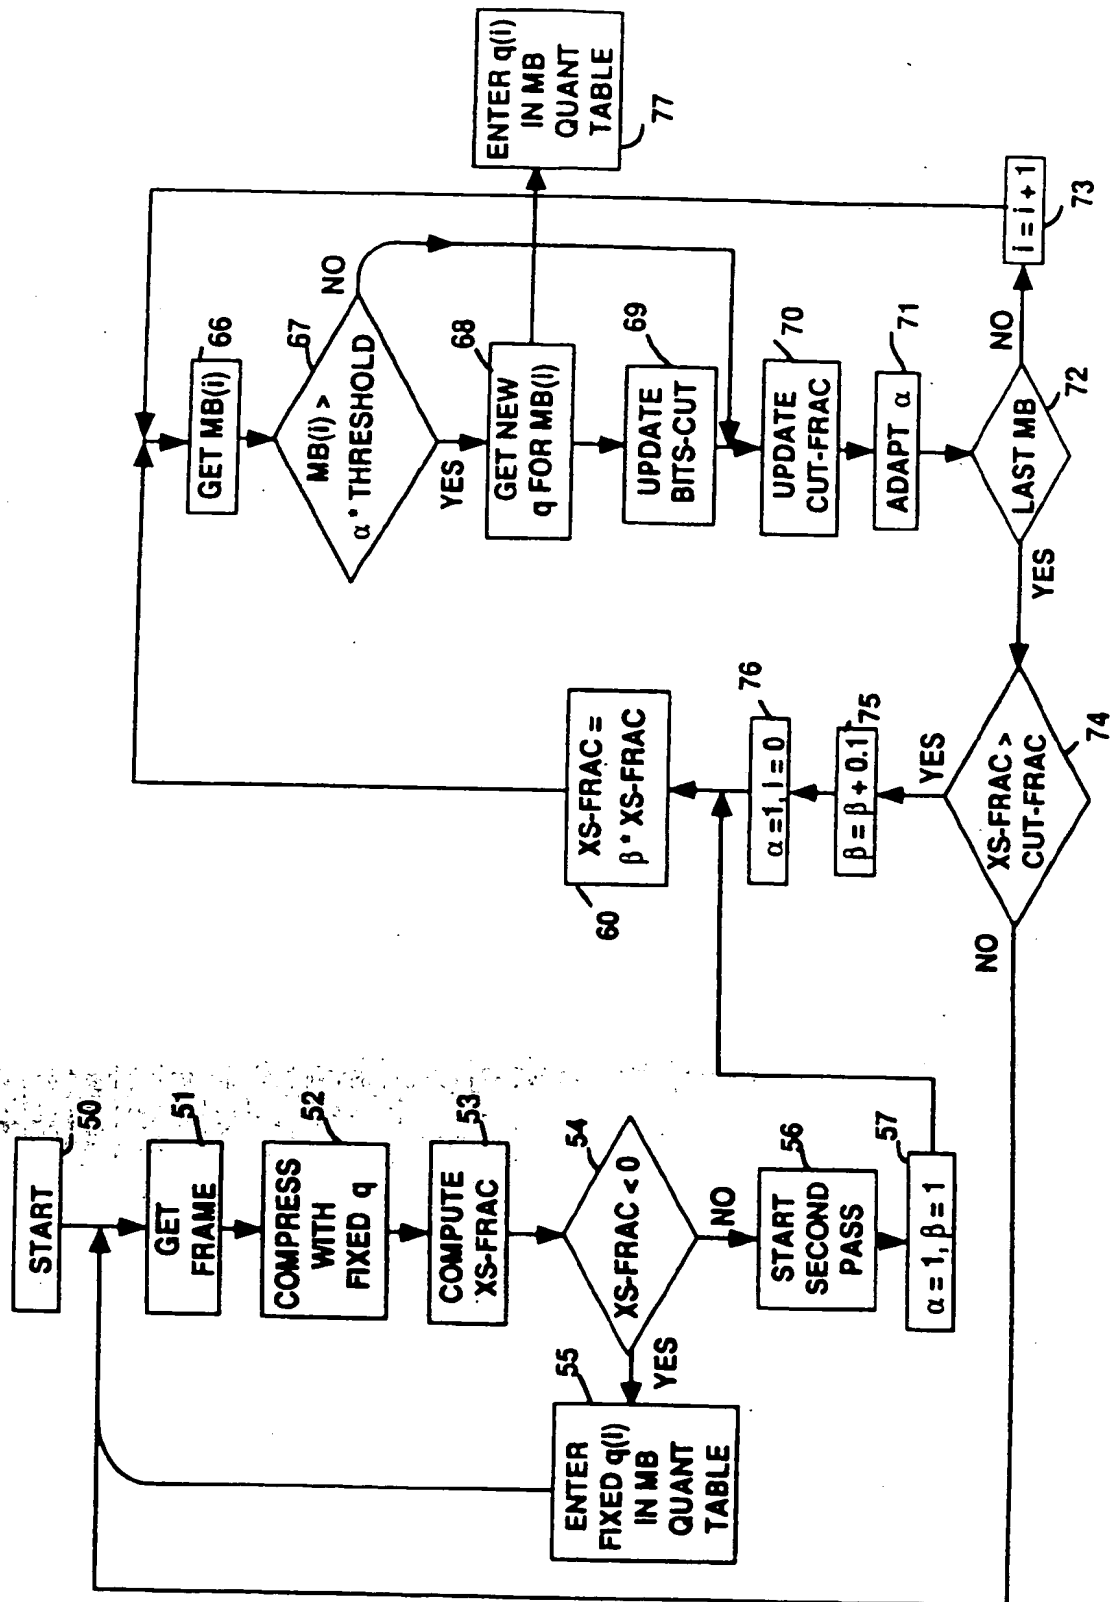 START
50
GET
FRAME
51
COMPRESS
WITH
FIXED q
52
COMPUTE
XS-FRAC
53
XS-FRAC < 0
54
YES
NO
ENTER
FIXED q(i)
IN MB
QUANT
TABLE
55
START
SECOND
PASS
56
α = 1, β = 1
57
XS-FRAC =
β * XS-FRAC
60
α = 1, i = 0
76
β = β + 0.1
75
YES
XS-FRAC >
CUT-FRAC
74
NO
GET MB(i)
66
MB(i) >
α * THRESHOLD
67
NO
YES
GET NEW
q FOR MB(i)
68
ENTER q(i)
IN MB
QUANT
TABLE
77
UPDATE
BITS-CUT
69
UPDATE
CUT-FRAC
70
ADAPT α
71
LAST MB
72
YES
NO
i = i + 1
73